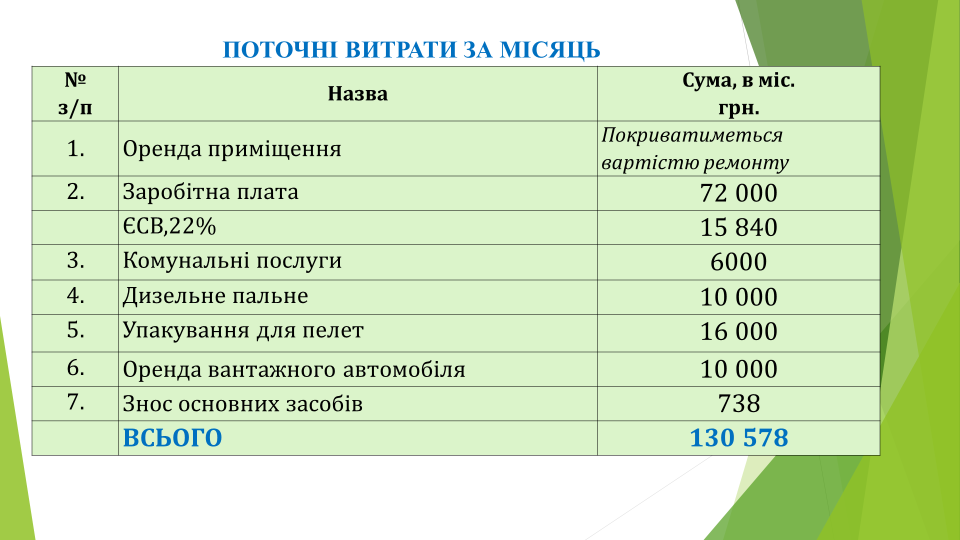 ПОТОЧНІ ВИТРАТИ ЗА МІСЯЦЬ
№ з/п Назва Сума, в міс. грн.
1. Оренда приміщення Покриватиметься вартістю ремонту
2. Заробітна плата 72 000
ЄСВ,22% 15 840
3. Комунальні послуги 6000
4. Дизельне пальне 10 000
5. Упакування для пелет 16 000
6. Оренда вантажного автомобіля 10 000
7. Знос основних засобів 738
ВСЬОГО 130 578